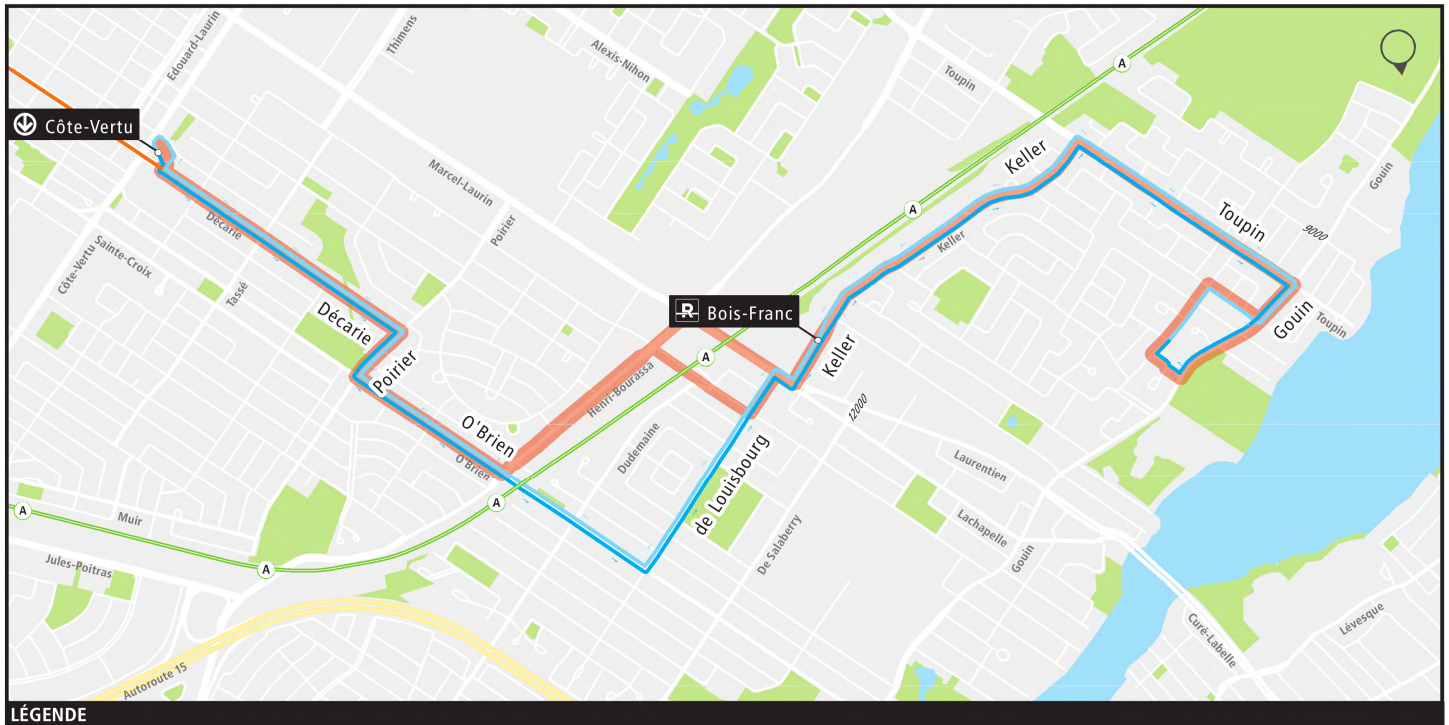 Edouard-Laurin
Thimens
Alexis-Nihon
Toupin
A
Côte-Vertu
Marcel-Laurin
Poirier
Keller
Gouin
Décarie
Sainte-Croix
Côte-Vertu
Tassé
A
Keller
Toupin
9000
Décarie
Poirier
R Bois-Franc
Keller
Gouin
Toupin
Henri-Bourassa
A
12000
O'Brien
O'Brien
Dudemaine
de Louisbourg
Laurentien
A
A
Muir
De Salaberry
Lachapelle
Gouin
Jules-Poitras
A
Curé-Labelle
Lévesque
Autoroute 15
LÉGENDE